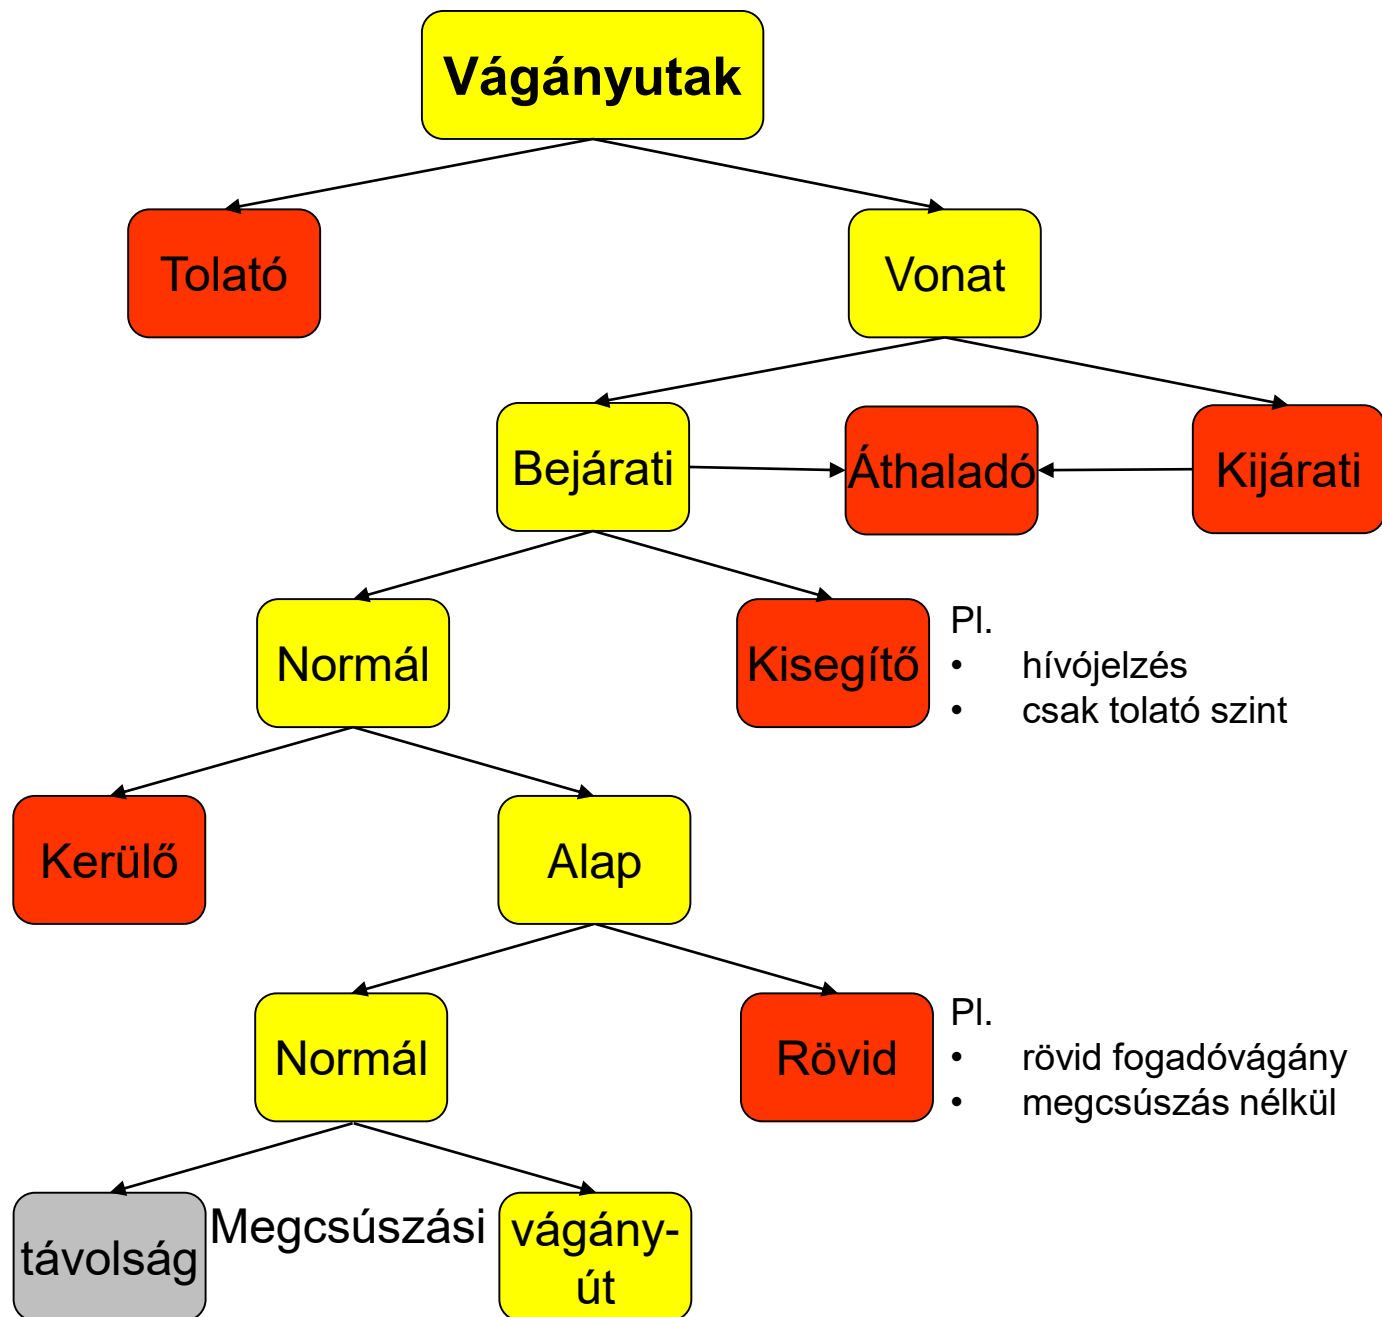 Vágányutak
Tolató
Vonat
Bejárati
Áthaladó
Kijárati
Normál
Kisegítő
Pl.
• hívójelzés
• csak tolató szint
Kerülő
Alap
Normál
Rövid
Pl.
• rövid fogadóvágány
• megcsúszás nélkül
távolság
Megcsúszási
vágány-
út